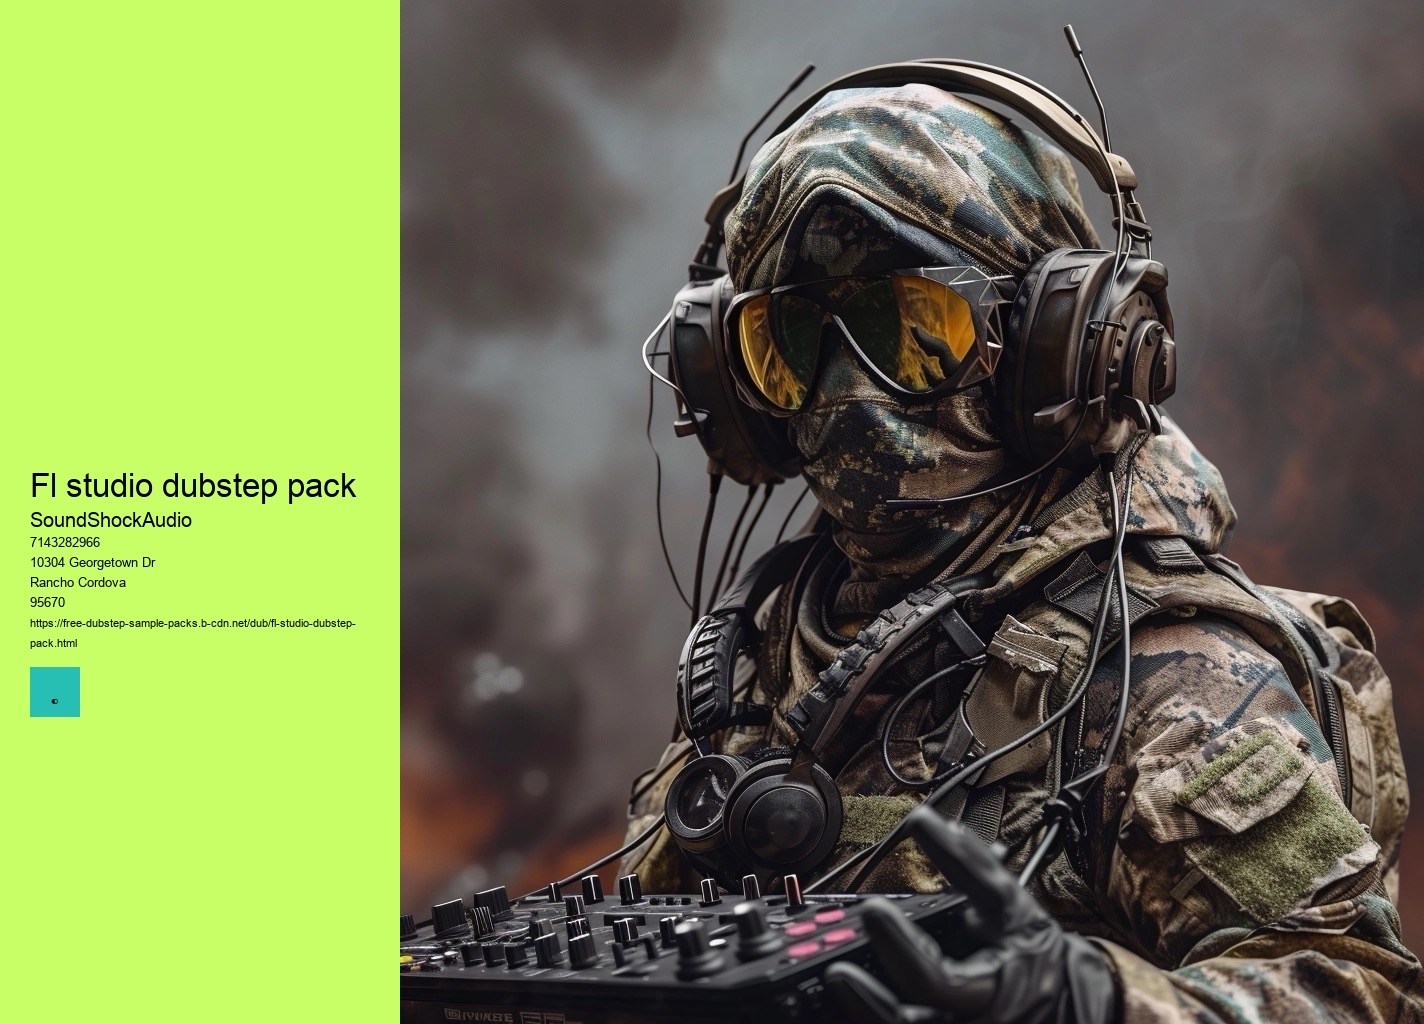 Fl studio dubstep pack
SoundShockAudio
7143282966
10304 Georgetown Dr
Rancho Cordova
95670
https://free-dubstep-sample-packs.b-cdn.net/dub/fl-studio-dubstep-
pack.html